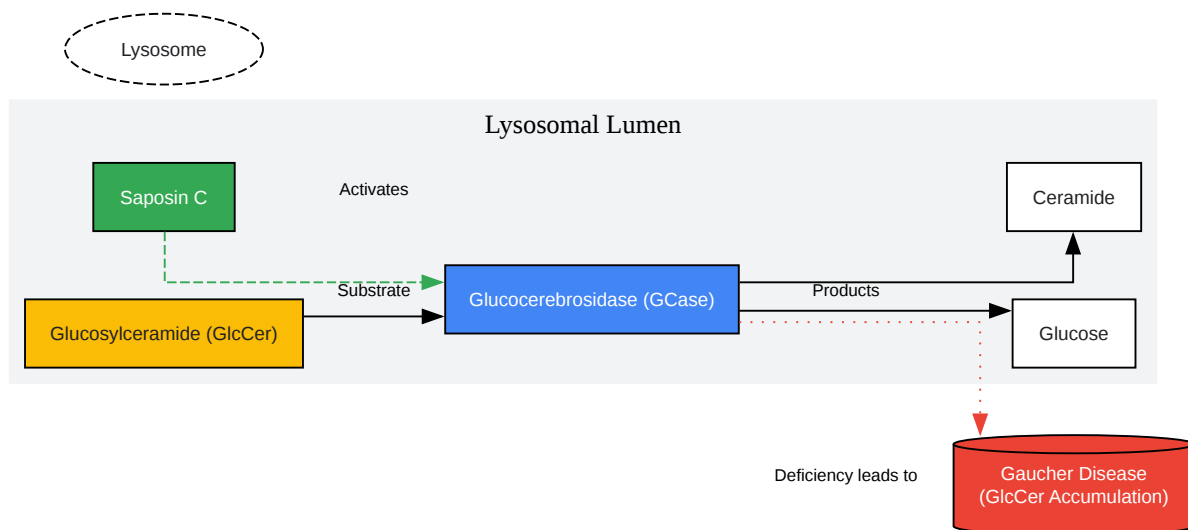 Lysosome
Lysosomal Lumen
Saposin C
Activates
Ceramide
Substrate
Glucocerebrosidase (GCase)
Products
Glucosylceramide (GlcCer)
Glucose
Deficiency leads to
Gaucher Disease
(GlcCer Accumulation)